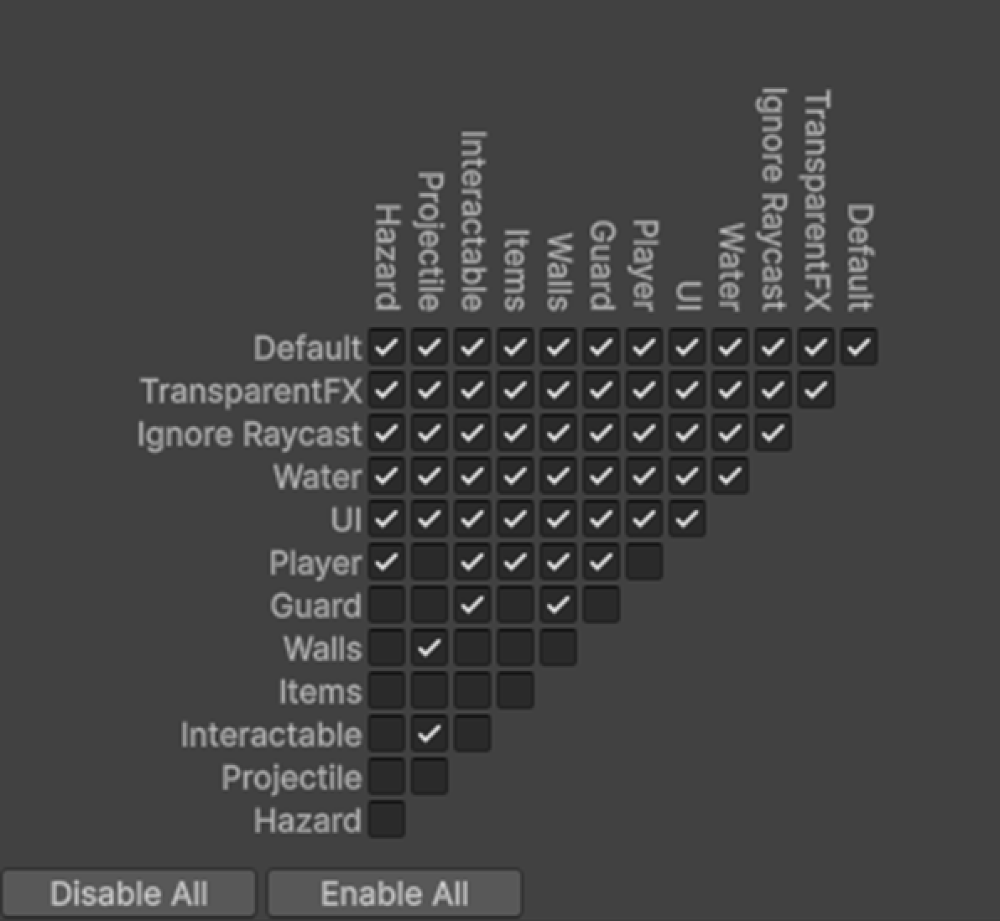 Hazard
Projectile
Interactable
Items
Walls
Guard
Player
UI
Water
Ignore Raycast
TransparentFX
Default
Default
TransparentFX
Ignore Raycast
Water
UI
Player
Guard
Walls
Items
Interactable
Projectile
Hazard
Disable All
Enable All